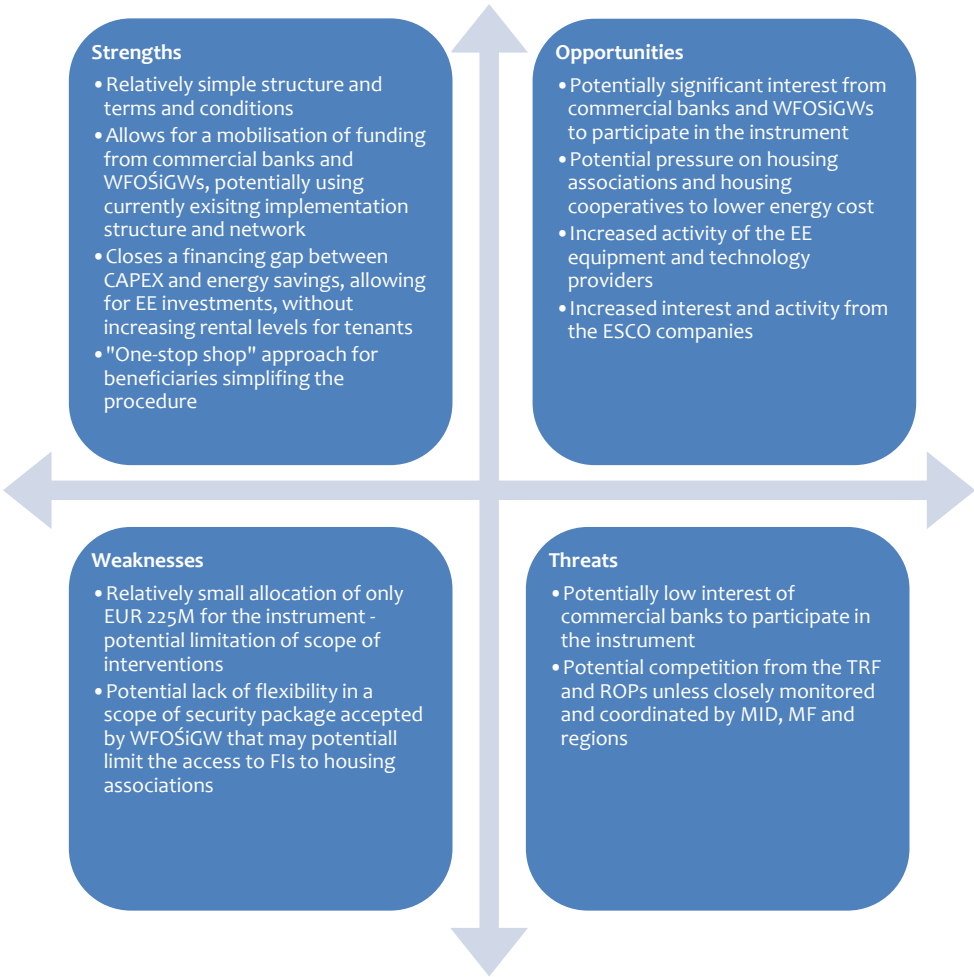 Strengths
•Relatively simple structure and
terms and conditions
•Allows for a mobilisation of funding
from commercial banks and
WFOŚiGWs, potentially using
currently exisitng implementation
structure and network
•Closes a financing gap between
CAPEX and energy savings, allowing
for EE investments, without
increasing rental levels for tenants
•"One-stop shop" approach for
beneficiaries simplifing the
procedure
Opportunities
•Potentially significant interest from
commercial banks and WFOSiGWs
to participate in the instrument
•Potential pressure on housing
associations and housing
cooperatives to lower energy cost
•Increased activity of the EE
equipment and technology
providers
•Increased interest and activity from
the ESCO companies
Weaknesses
•Relatively small allocation of only
EUR 225M for the instrument -
potential limitation of scope of
interventions
•Potential lack of flexibility in a
scope of security package accepted
by WFOŚiGW that may potentiall
limit the access to FIs to housing
associations
Threats
•Potentially low interest of
commercial banks to participate in
the instrument
•Potential competition from the TRF
and ROPs unless closely monitored
and coordinated by MID, MF and
regions